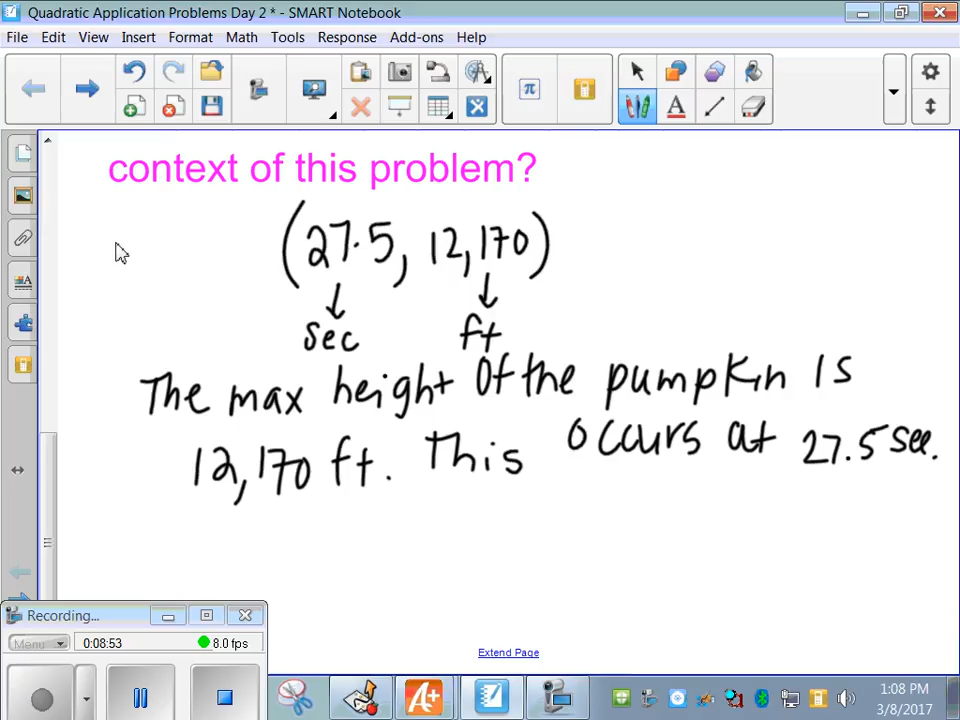 Quadratic Application Problems Day 2 * - SMART Notebook
File Edit View Insert Format Math Tools Response Add-ons Help
π
context of this problem?
(27.5, 12,170)
sec ft
The max height of the pumpkin is
12,170 ft. This occurs at 27.5 sec.
Recording...
Menu 0:08:53 8.0 fps
Extend Page
A+
1:08 PM
3/8/2017